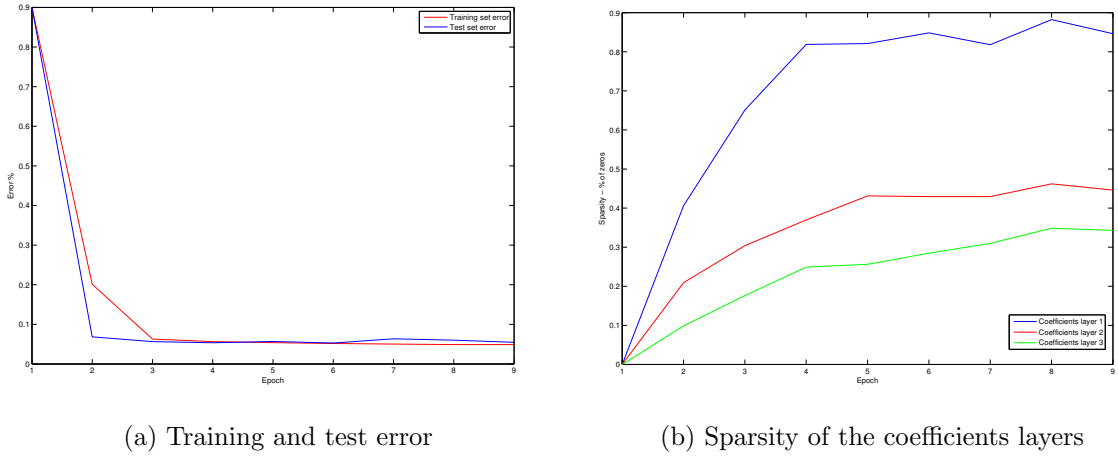 Training set error
Test set error
Error %
0.9
0.8
0.7
0.6
0.5
0.4
0.3
0.2
0.1
0
1 2 3 4 5 6 7 8 9
Epoch
(a) Training and test error
Sparsity – % of zeros
0.9
0.8
0.7
0.6
0.5
0.4
0.3
0.2
0.1
0
Coefficients layer 1
Coefficients layer 2
Coefficients layer 3
1 2 3 4 5 6 7 8 9
Epoch
(b) Sparsity of the coefficients layers